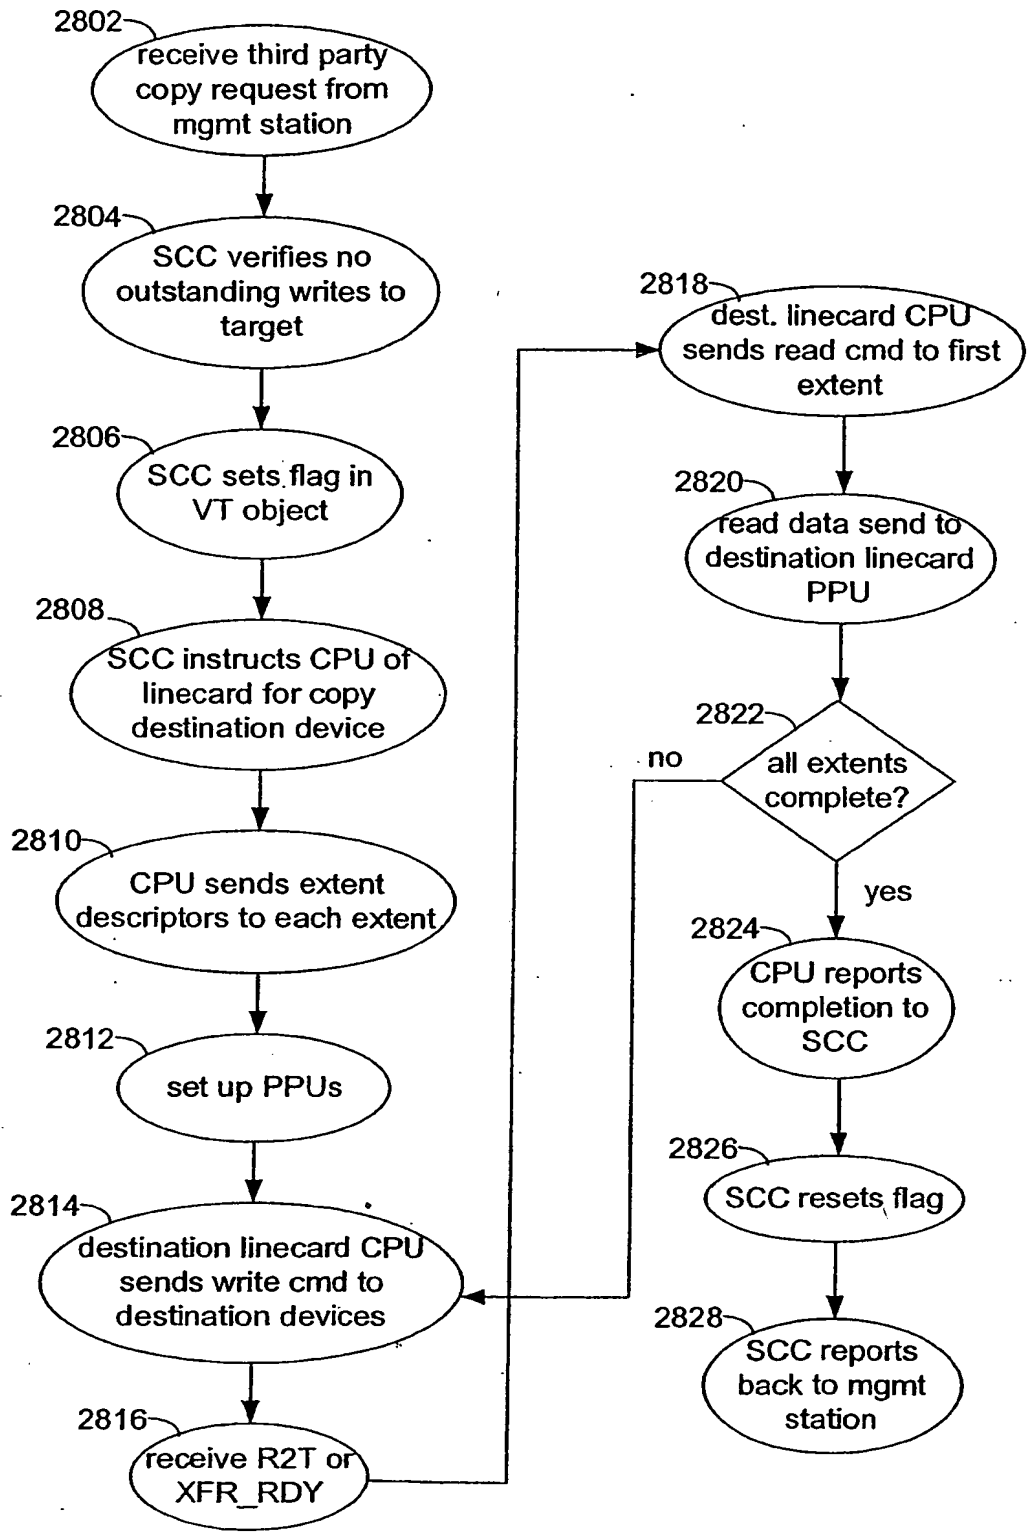 2802
receive third party
copy request from
mgmt station
2804
SCC verifies no
outstanding writes to
target
2806
SCC sets flag in
VT object
2808
SCC instructs CPU of
linecard for copy
destination device
2810
CPU sends extent
descriptors to each extent
2812
set up PPUs
2814
destination linecard CPU
sends write cmd to
destination devices
2816
receive R2T or
XFR_RDY
2818
dest. linecard CPU
sends read cmd to first
extent
2820
read data send to
destination linecard
PPU
2822
all extents
complete?
no
yes
2824
CPU reports
completion to
SCC
2826
SCC resets flag
2828
SCC reports
back to mgmt
station